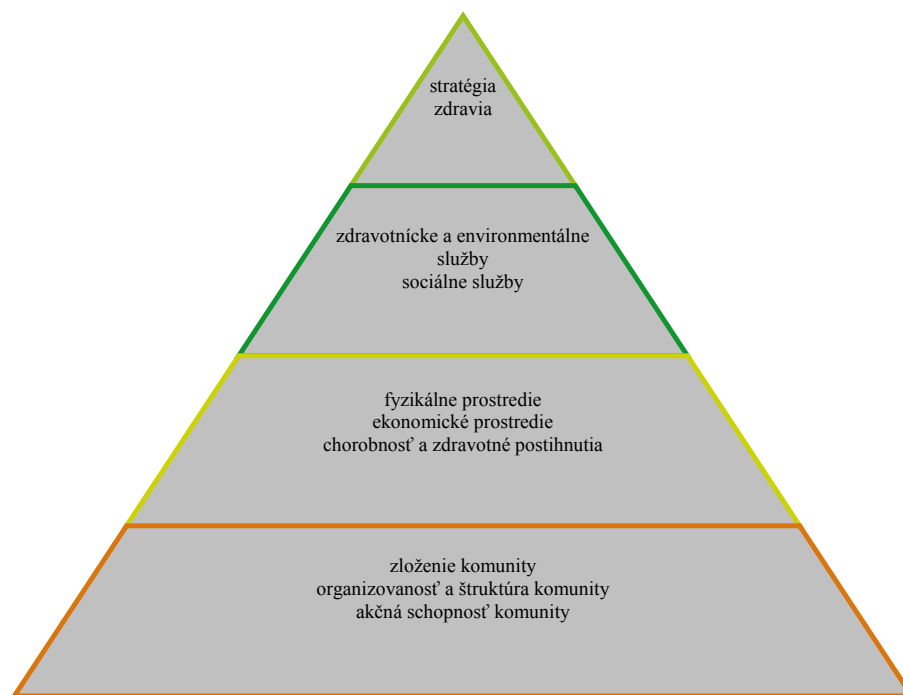 stratégia
zdravia
zdravotnícke a environmentálne
služby
sociálne služby
fyzikálne prostredie
ekonomické prostredie
chorobnosť a zdravotné postihnutia
zloženie komunity
organizovanosť a štruktúra komunity
akčná schopnosť komunity